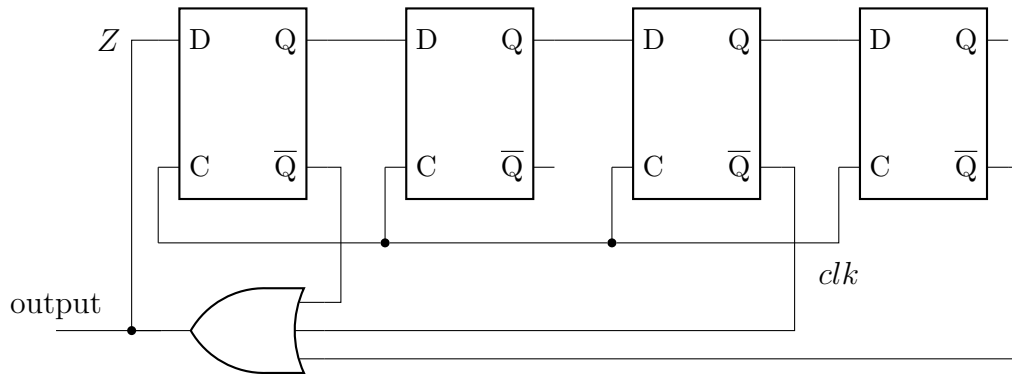 Z D Q D Q D Q D Q
C Q̅ C Q̅ C Q̅ C Q̅
clk
output